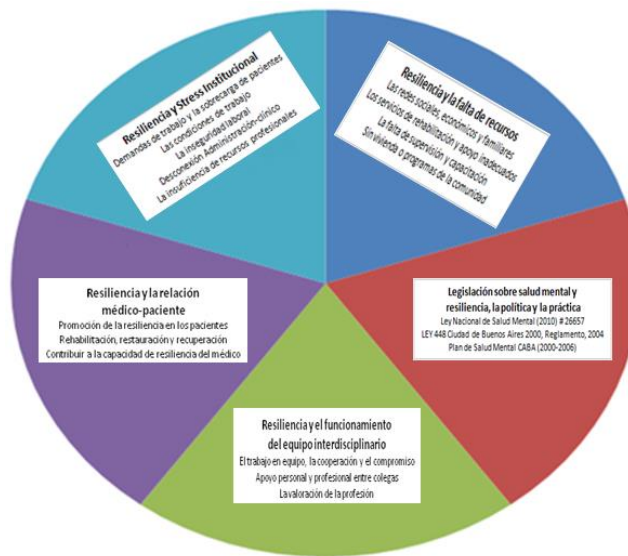 Resiliencia y Stress Institucional
Demandas de trabajo y la sobrecarga de pacientes
Las condiciones de trabajo
La inseguridad laboral
Desconexión Administración-clínico
La insuficiencia de recursos profesionales
Resiliencia y la falta de recursos
Las redes sociales, económicos y familiares
Los servicios de rehabilitación y apoyo inadecuados
La falta de supervisión y capacitación
Sin vivienda o programas de la comunidad
Legislación sobre salud mental y
resiliencia, la política y la práctica
Ley Nacional de Salud Mental (2010) # 26657
LEY 448 Ciudad de Buenos Aires 2000, Reglamento, 2004
Plan de Salud Mental CABA (2000-2006)
Resiliencia y el funcionamiento
del equipo interdisciplinario
El trabajo en equipo, la cooperación y el compromiso
Apoyo personal y profesional entre colegas
La valoración de la profesión
Resiliencia y la relación
médico-paciente
Promoción de la resiliencia en los pacientes
Rehabilitación, restauración y recuperación
Contribuir a la capacidad de resiliencia del médico